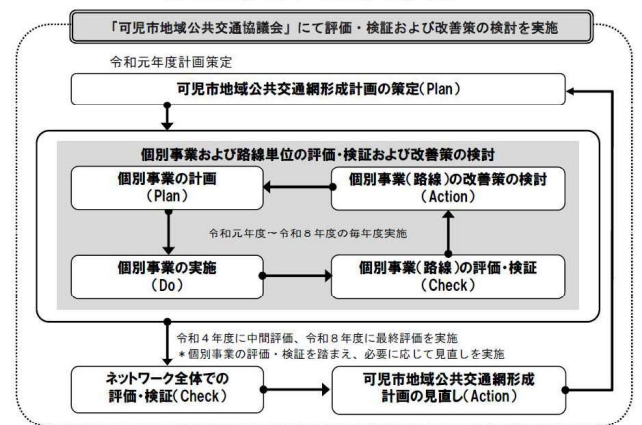 「可児市地域公共交通協議会」にて評価・検証および改善策の検討を実施
令和元年度計画策定
可児市地域公共交通網形成計画の策定(Plan)
個別事業および路線単位の評価・検証および改善策の検討
個別事業の計画
(Plan)
個別事業(路線)の改善策の検討
(Action)
令和元年度～令和８年度の毎年度実施
個別事業の実施
(Do)
個別事業(路線)の評価・検証
(Check)
令和４年度に中間評価、令和８年度に最終評価を実施
＊個別事業の評価・検証を踏まえ、必要に応じて見直しを実施
ネットワーク全体での
評価・検証(Check)
可児市地域公共交通網形成
計画の見直し(Action)